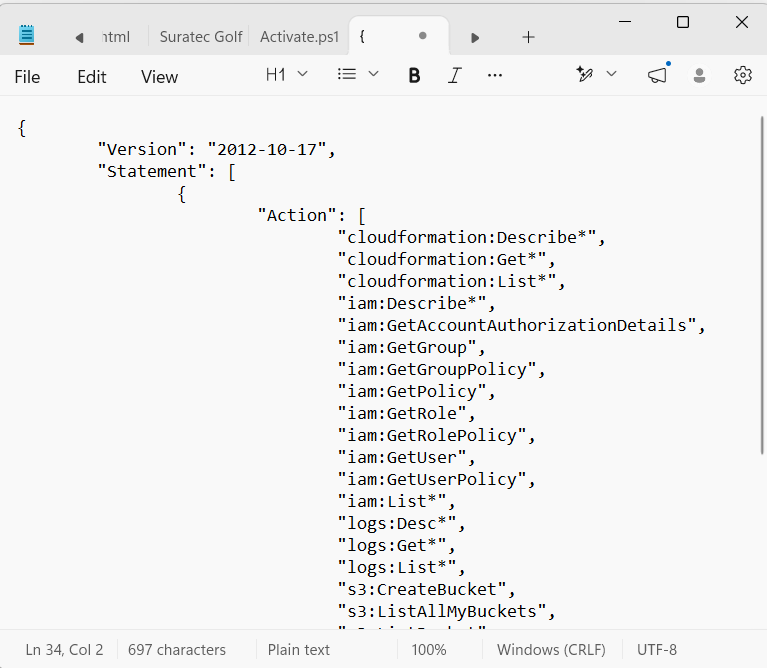 html
Suratec Golf
Activate.ps1
{
File
Edit
View
H1
B
I
{
"Version": "2012-10-17",
"Statement": [
{
"Action": [
"cloudformation:Describe*",
"cloudformation:Get*",
"cloudformation:List*",
"iam:Describe*",
"iam:GetAccountAuthorizationDetails",
"iam:GetGroup",
"iam:GetGroupPolicy",
"iam:GetPolicy",
"iam:GetRole",
"iam:GetRolePolicy",
"iam:GetUser",
"iam:GetUserPolicy",
"iam:List*",
"logs:Desc*",
"logs:Get*",
"logs:List*",
"s3:CreateBucket",
"s3:ListAllMyBuckets",
Ln 34, Col 2
697 characters
Plain text
100%
Windows (CRLF)
UTF-8